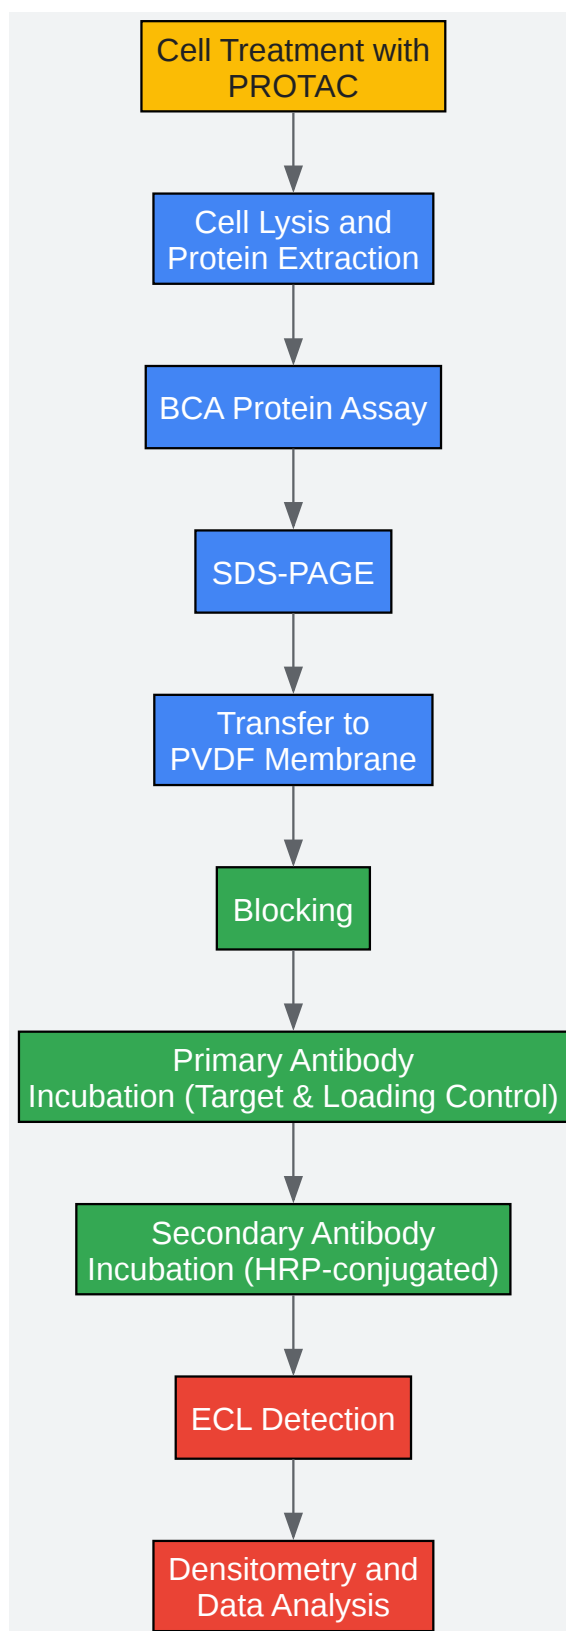 Cell Treatment with
PROTAC
Cell Lysis and
Protein Extraction
BCA Protein Assay
SDS-PAGE
Transfer to
PVDF Membrane
Blocking
Primary Antibody
Incubation (Target & Loading Control)
Secondary Antibody
Incubation (HRP-conjugated)
ECL Detection
Densitometry and
Data Analysis